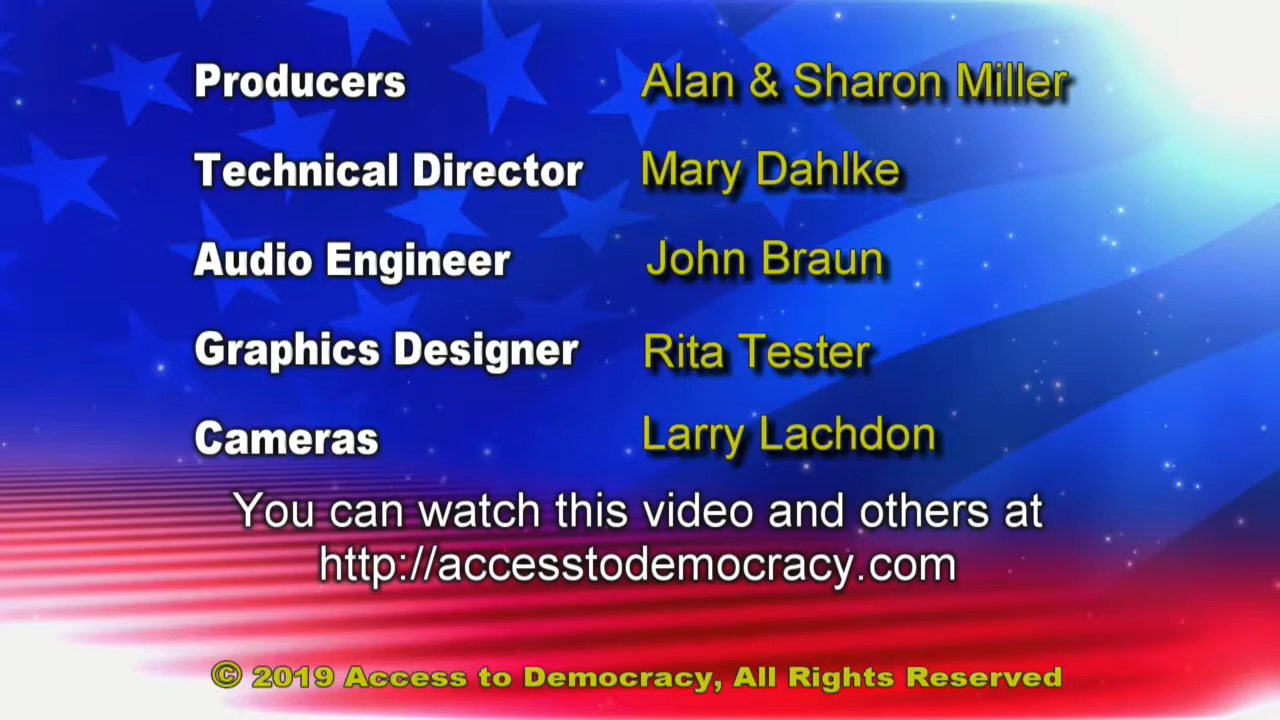 Producers Alan & Sharon Miller
Technical Director Mary Dahlke
Audio Engineer John Braun
Graphics Designer Rita Tester
Cameras Larry Lachdon
You can watch this video and others at
http://accesstodemocracy.com
© 2019 Access to Democracy, All Rights Reserved